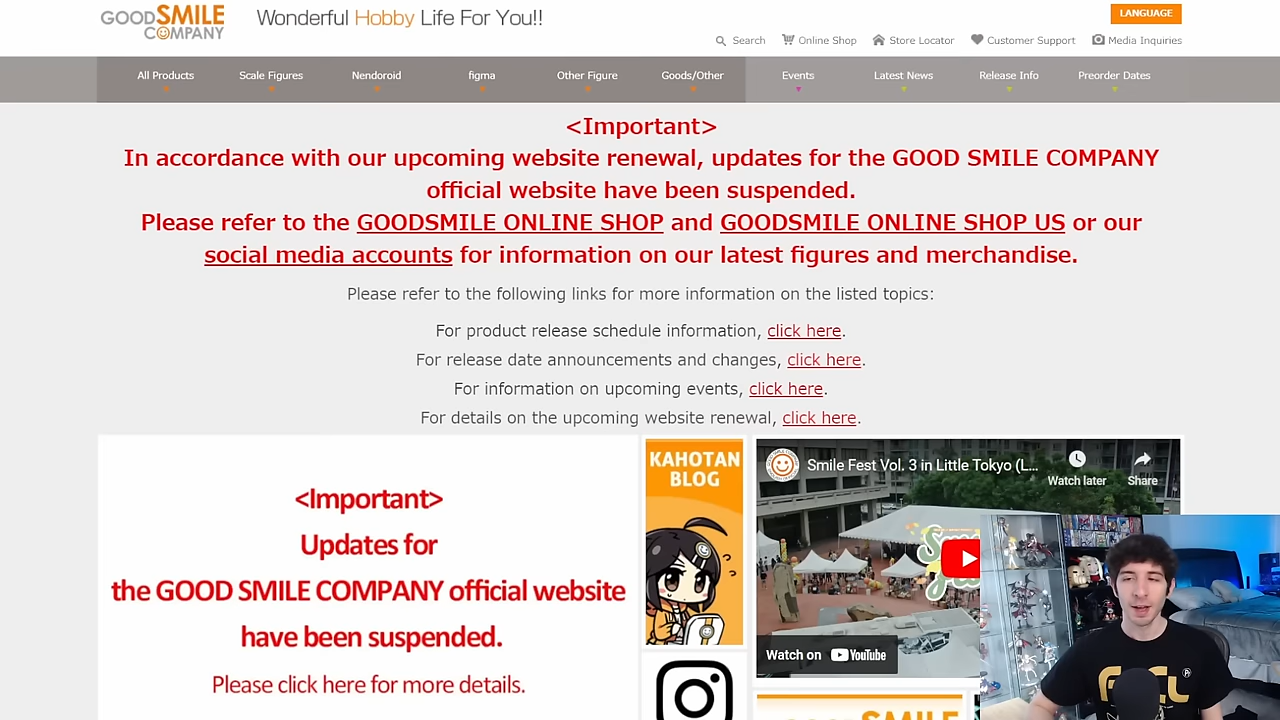 GOODSMILE
COMPANY
Wonderful Hobby Life For You!!
LANGUAGE
Search
Online Shop
Store Locator
Customer Support
Media Inquiries
All Products
Scale Figures
Nendoroid
figma
Other Figure
Goods/Other
Events
Latest News
Release Info
Preorder Dates
<Important>
In accordance with our upcoming website renewal, updates for the GOOD SMILE COMPANY
official website have been suspended.
Please refer to the GOODSMILE ONLINE SHOP and GOODSMILE ONLINE SHOP US or our
social media accounts for information on our latest figures and merchandise.
Please refer to the following links for more information on the listed topics:
For product release schedule information, click here.
For release date announcements and changes, click here.
For information on upcoming events, click here.
For details on the upcoming website renewal, click here.
<Important>
Updates for
the GOOD SMILE COMPANY official website
have been suspended.
Please click here for more details.
KAHOTAN
BLOG
Smile Fest Vol. 3 in Little Tokyo (L...
Watch later
Share
Watch on YouTube